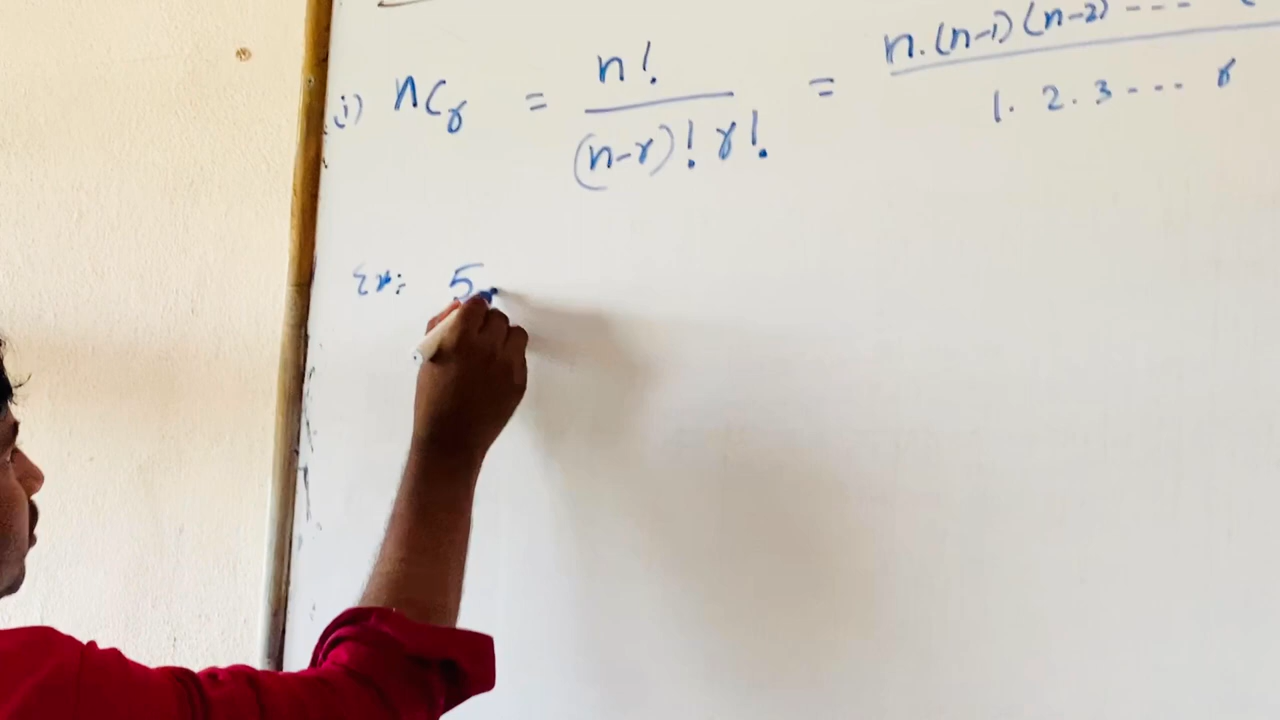 i) nCr = n! / (n-r)! r! = n.(n-1)(n-2) --- ( / 1. 2. 3 --- r
Ex: 5